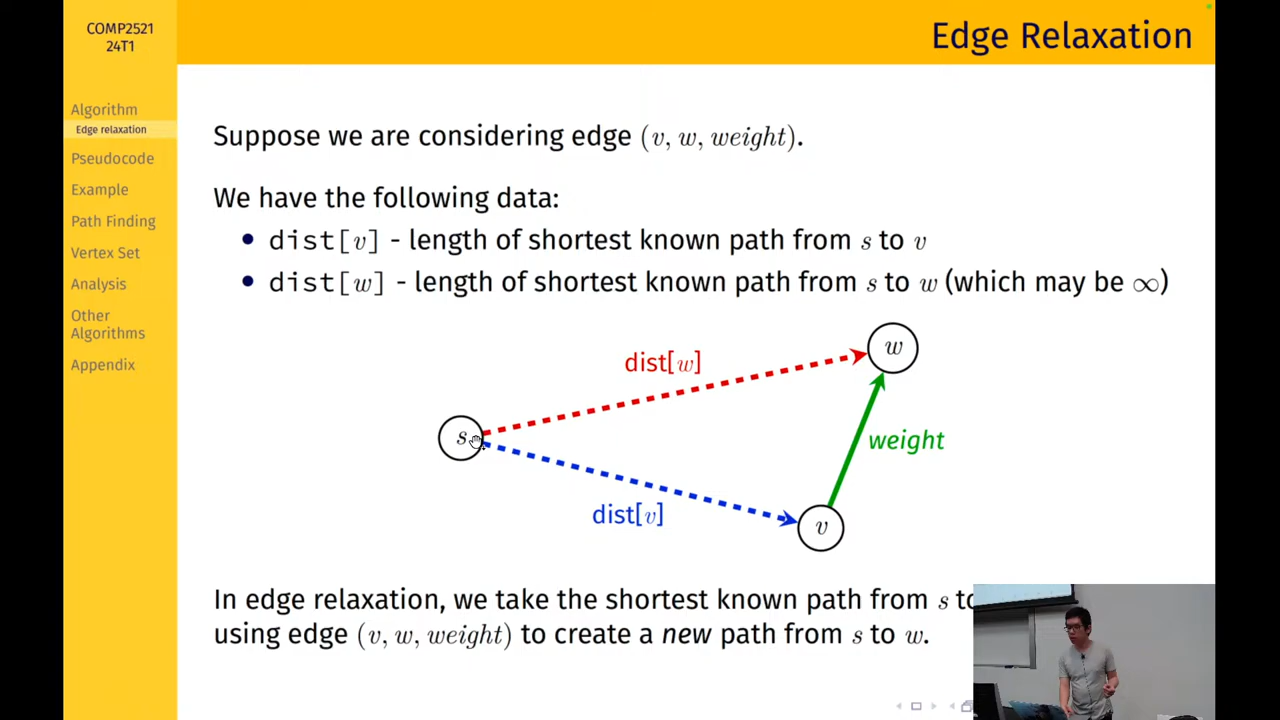 COMP2521
24T1
Edge Relaxation
Algorithm
Edge relaxation
Pseudocode
Example
Path Finding
Vertex Set
Analysis
Other
Algorithms
Appendix
Suppose we are considering edge (v, w, weight).
We have the following data:
• dist[v] - length of shortest known path from s to v
• dist[w] - length of shortest known path from s to w (which may be ∞)
dist[w]
w
s
weight
dist[v]
v
In edge relaxation, we take the shortest known path from s to
using edge (v, w, weight) to create a new path from s to w.